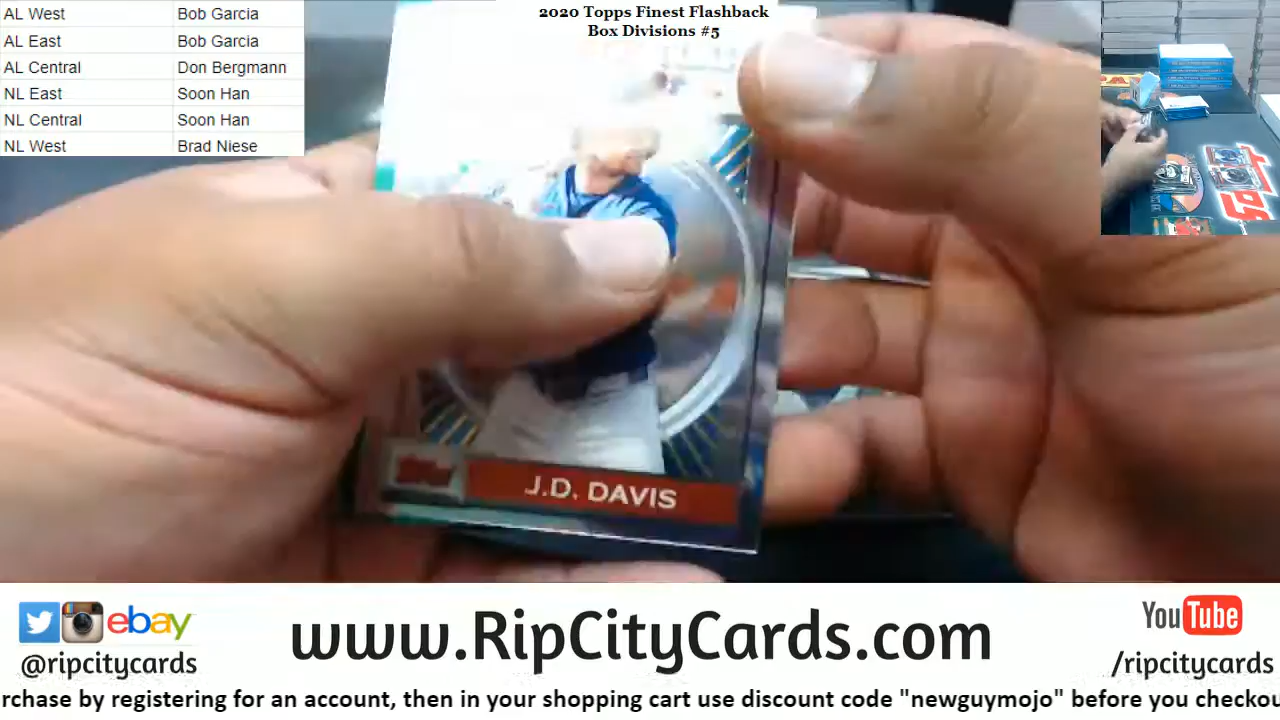 AL West Bob Garcia
AL East Bob Garcia
AL Central Don Bergmann
NL East Soon Han
NL Central Soon Han
NL West Brad Niese
2020 Topps Finest Flashback
Box Divisions #5
J.D. DAVIS
ebay
@ripcitycards
www.RipCityCards.com
YouTube
/ripcitycards
rchase by registering for an account, then in your shopping cart use discount code "newguymojo" before you checkou